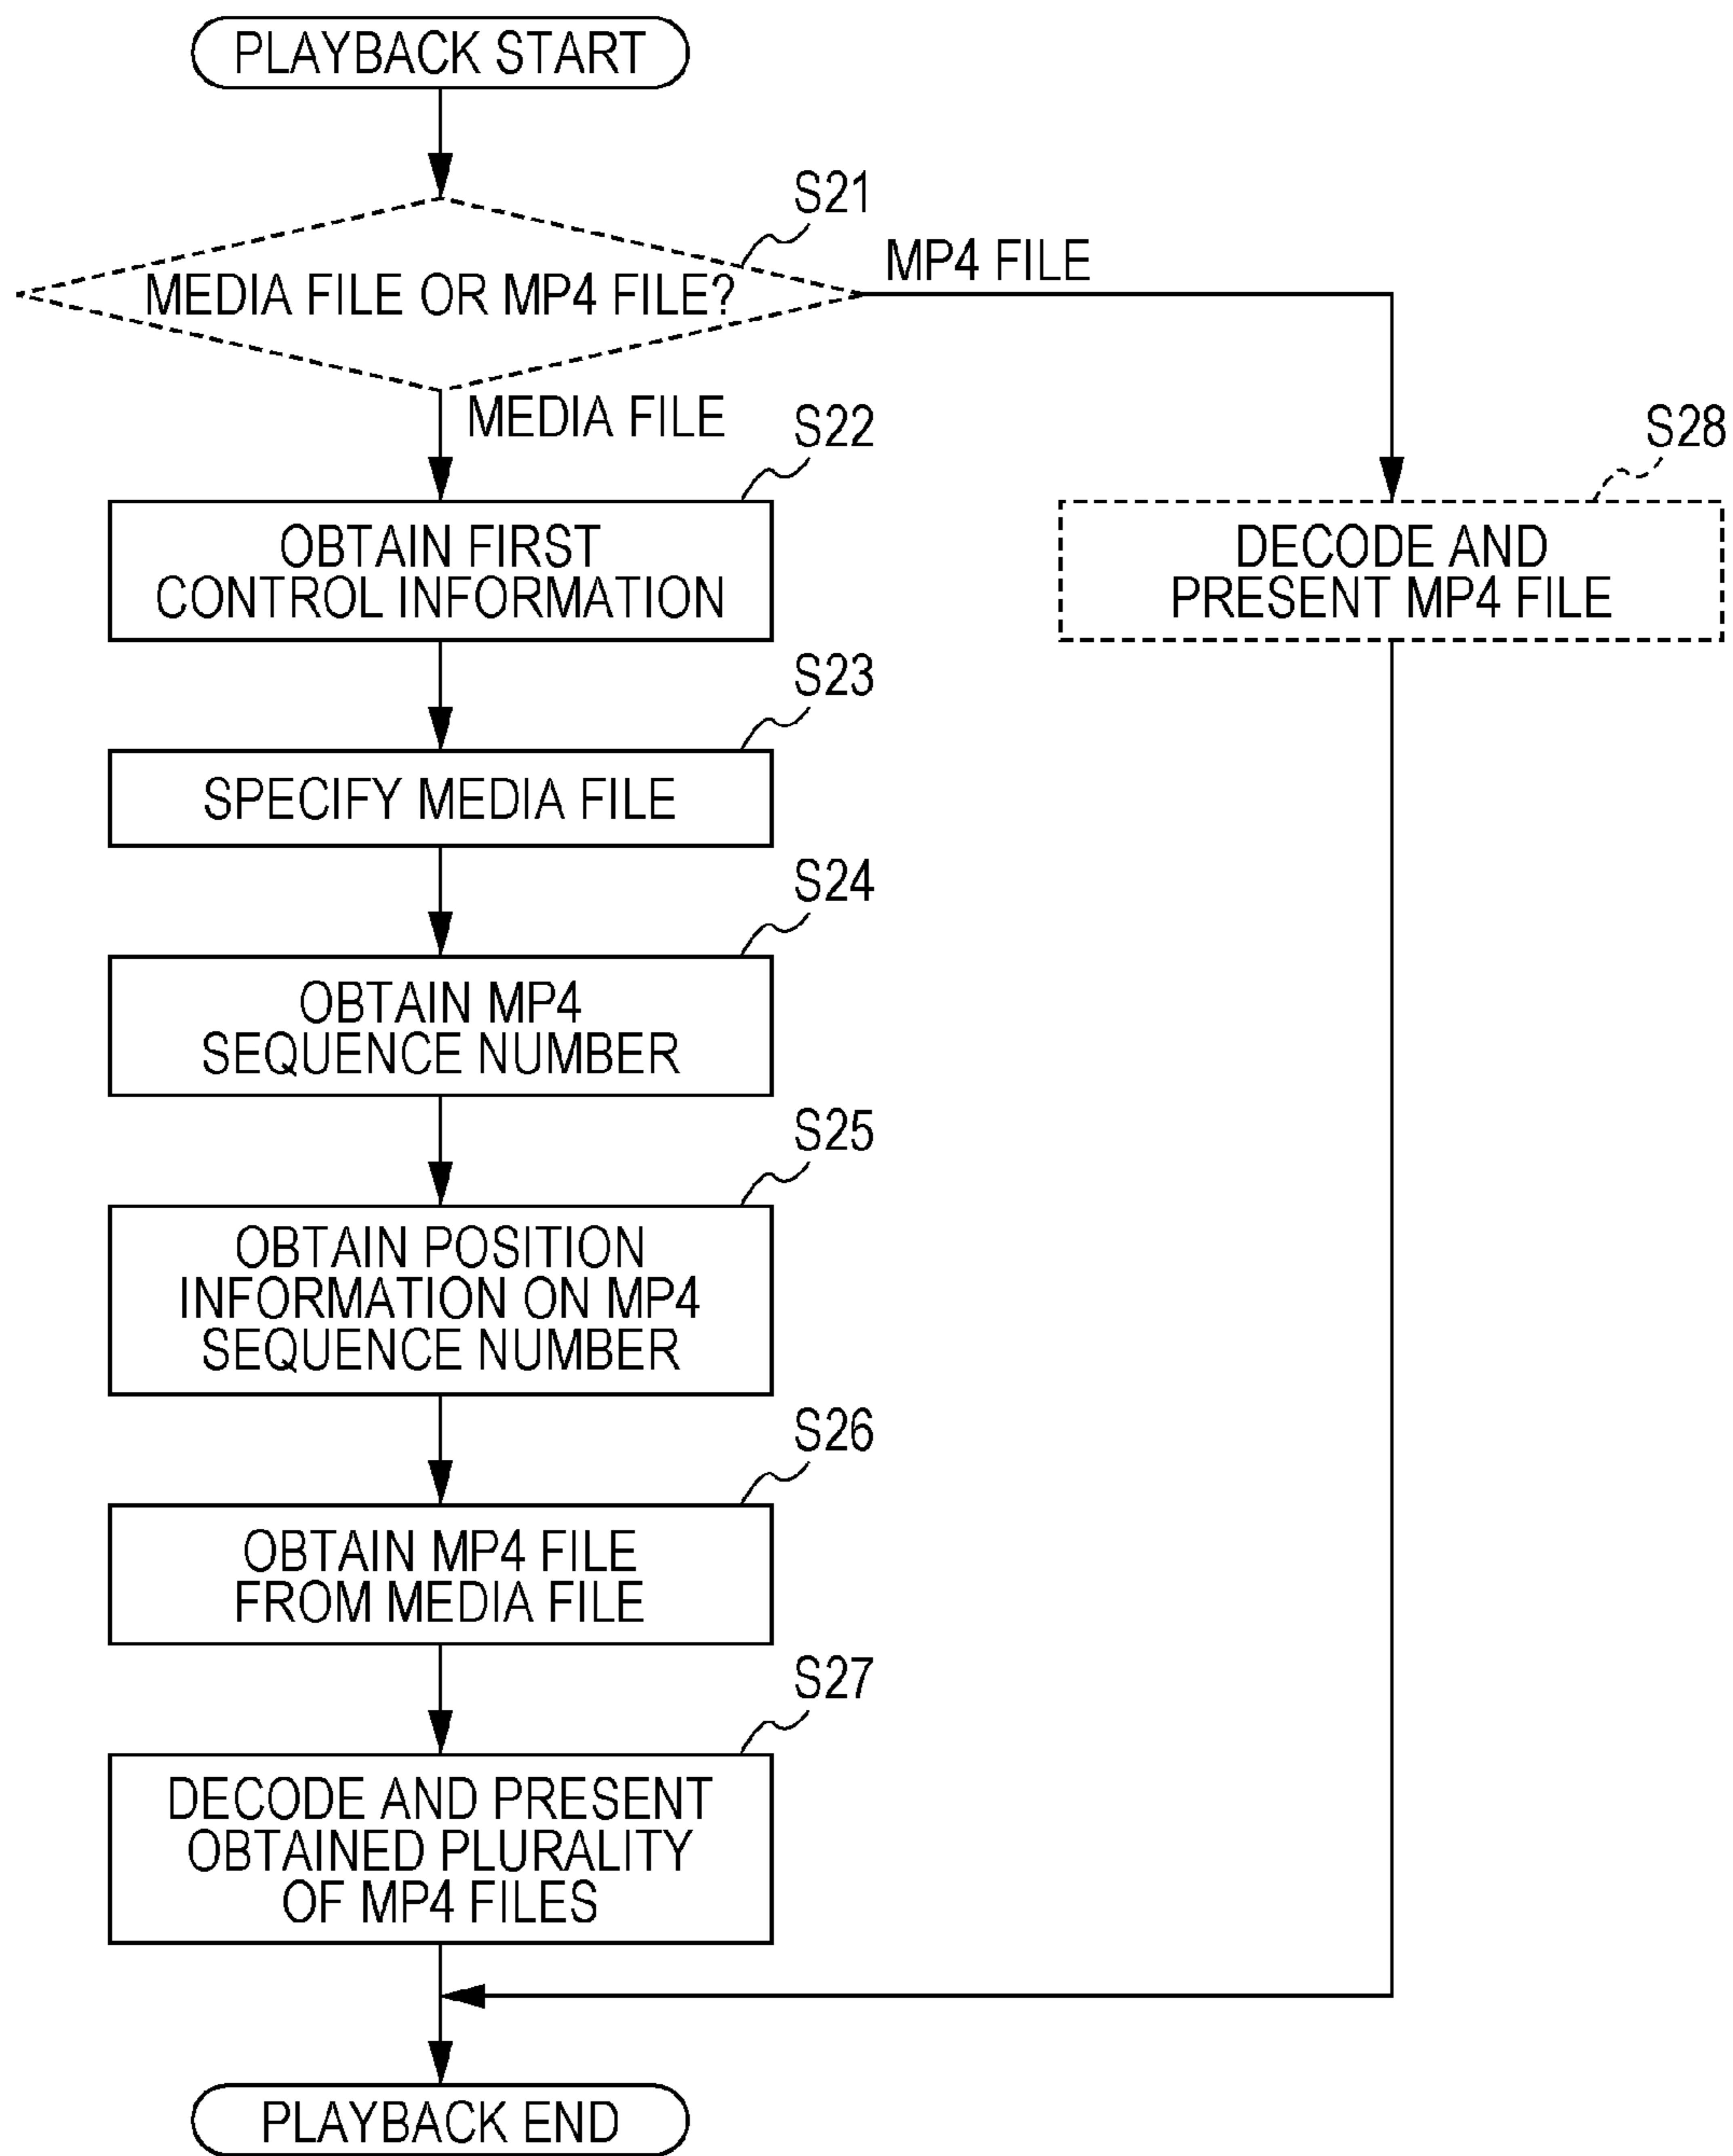 PLAYBACK START
S21
MEDIA FILE OR MP4 FILE?
MP4 FILE
MEDIA FILE
S22
OBTAIN FIRST
CONTROL INFORMATION
S28
DECODE AND
PRESENT MP4 FILE
S23
SPECIFY MEDIA FILE
S24
OBTAIN MP4
SEQUENCE NUMBER
S25
OBTAIN POSITION
INFORMATION ON MP4
SEQUENCE NUMBER
S26
OBTAIN MP4 FILE
FROM MEDIA FILE
S27
DECODE AND PRESENT
OBTAINED PLURALITY
OF MP4 FILES
PLAYBACK END